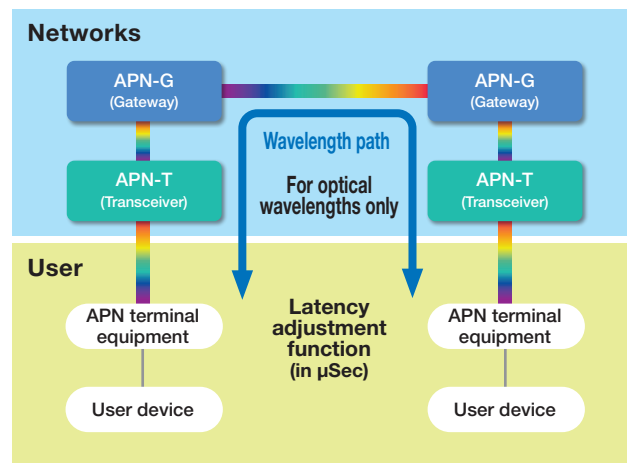 Networks
APN-G
(Gateway)
APN-G
(Gateway)
Wavelength path
For optical
wavelengths only
APN-T
(Transceiver)
APN-T
(Transceiver)
User
Latency
adjustment
function
(in μSec)
APN terminal
equipment
APN terminal
equipment
User device
User device